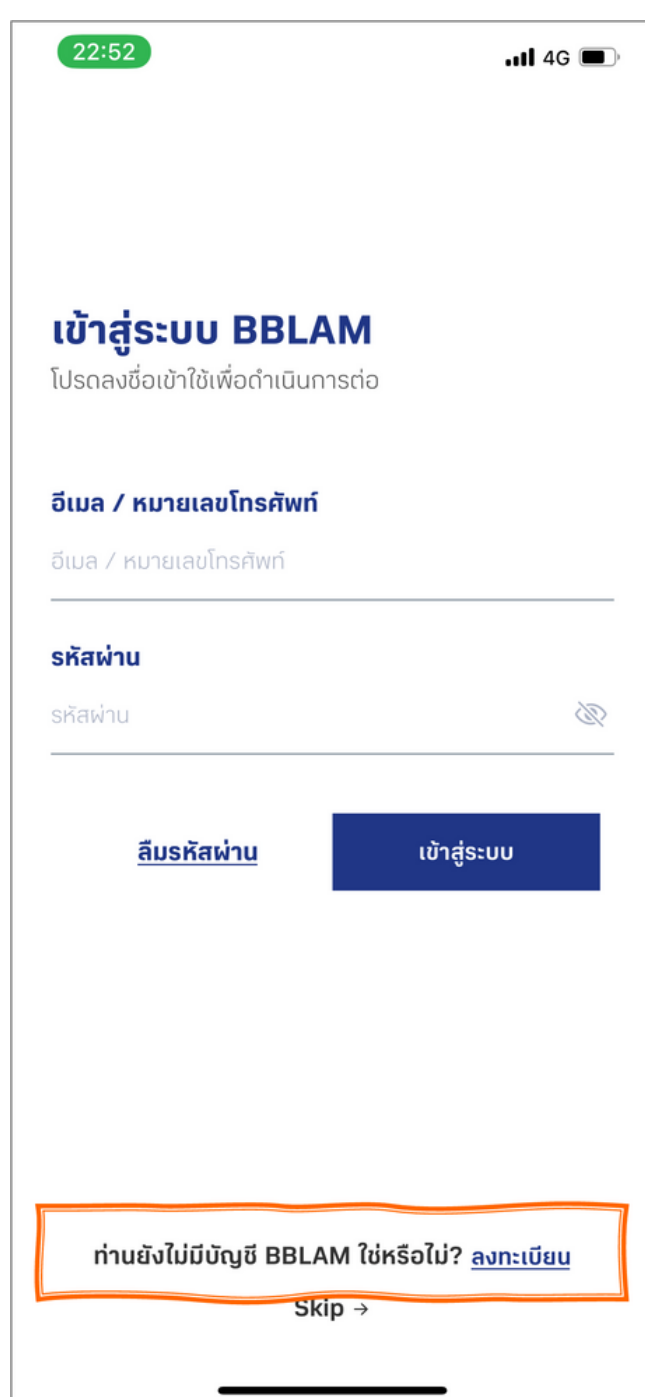 22:52
4G
เข้าสู่ระบบ BBLAM
โปรดลงชื่อเข้าใช้เพื่อดำเนินการต่อ
อีเมล / หมายเลขโทรศัพท์
อีเมล / หมายเลขโทรศัพท์
รหัสผ่าน
รหัสผ่าน
ลืมรหัสผ่าน เข้าสู่ระบบ
ท่านยังไม่มีบัญชี BBLAM ใช่หรือไม่? ลงทะเบียน
Skip →